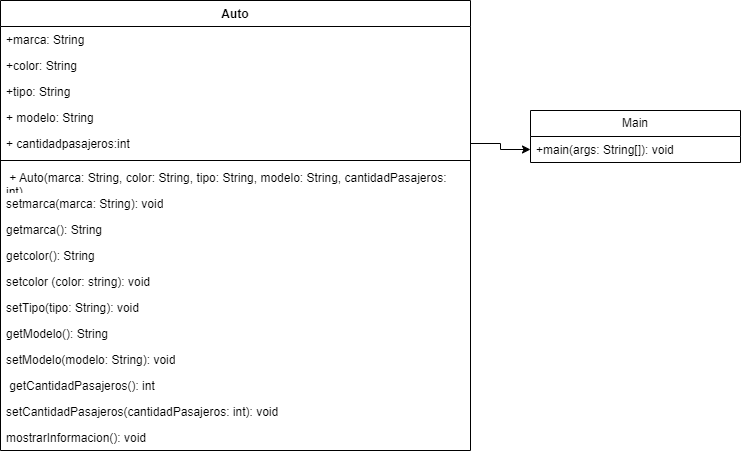 Auto
+marca: String
+color: String
+tipo: String
+ modelo: String
+ cantidadpasajeros:int
+ Auto(marca: String, color: String, tipo: String, modelo: String, cantidadPasajeros:
int)
setmarca(marca: String): void
getmarca(): String
getcolor(): String
setcolor (color: string): void
setTipo(tipo: String): void
getModelo(): String
setModelo(modelo: String): void
getCantidadPasajeros(): int
setCantidadPasajeros(cantidadPasajeros: int): void
mostrarInformacion(): void
Main
+main(args: String[]): void